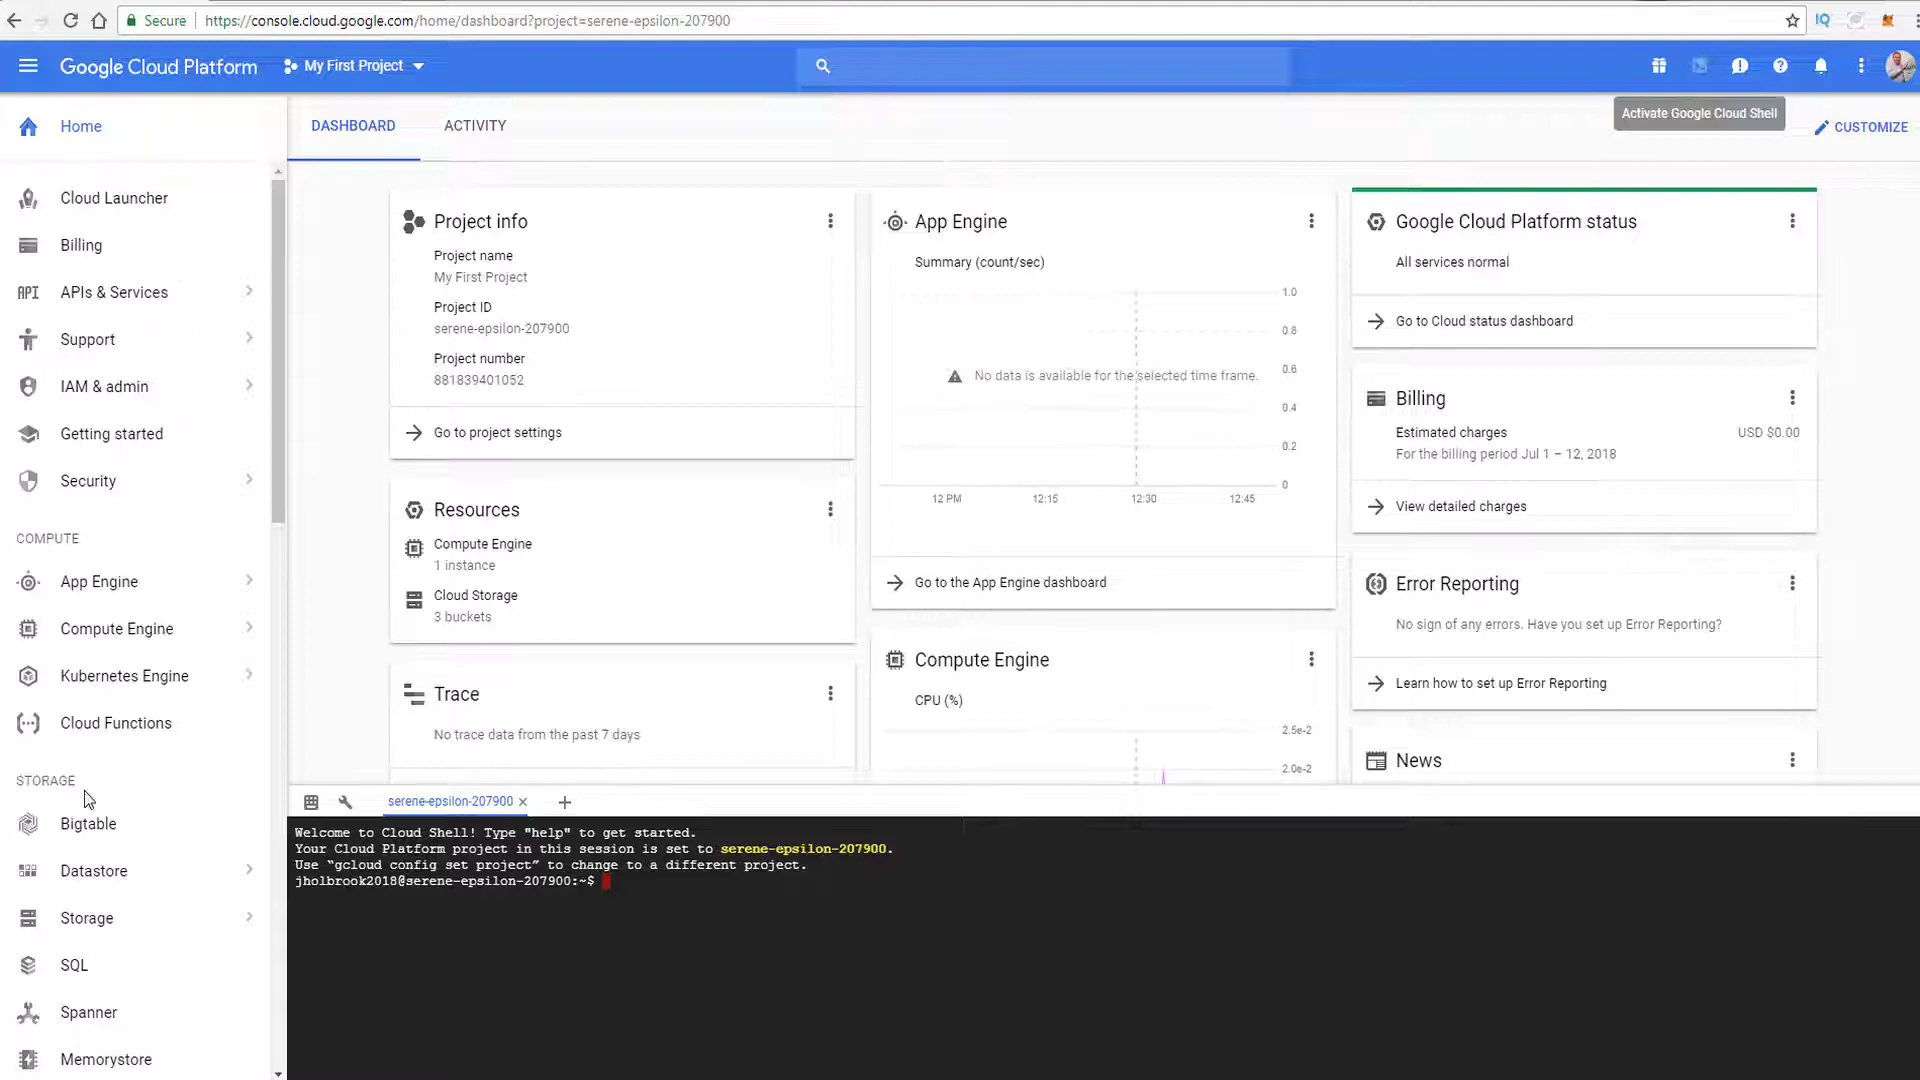 Secure
https://console.cloud.google.com/home/dashboard?project=serene-epsilon-207900
IQ
Google Cloud Platform
My First Project
Activate Google Cloud Shell
Home
DASHBOARD
ACTIVITY
CUSTOMIZE
Cloud Launcher
Billing
API
APIs & Services
Support
IAM & admin
Getting started
Security
COMPUTE
App Engine
Compute Engine
Kubernetes Engine
Cloud Functions
STORAGE
Bigtable
Datastore
Storage
SQL
Spanner
Memorystore
Project info
Project name
My First Project
Project ID
serene-epsilon-207900
Project number
881839401052
Go to project settings
Resources
Compute Engine
1 instance
Cloud Storage
3 buckets
Trace
No trace data from the past 7 days
App Engine
Summary (count/sec)
1.0
0.8
No data is available for the selected time frame.
0.6
0.4
0.2
0
12 PM
12:15
12:30
12:45
Go to the App Engine dashboard
Compute Engine
CPU (%)
2.5e-2
2.0e-2
Google Cloud Platform status
All services normal
Go to Cloud status dashboard
Billing
Estimated charges
USD $0.00
For the billing period Jul 1 – 12, 2018
View detailed charges
Error Reporting
No sign of any errors. Have you set up Error Reporting?
Learn how to set up Error Reporting
News
serene-epsilon-207900
Welcome to Cloud Shell! Type "help" to get started.
Your Cloud Platform project in this session is set to serene-epsilon-207900.
Use “gcloud config set project” to change to a different project.
jholbrook2018@serene-epsilon-207900:~$